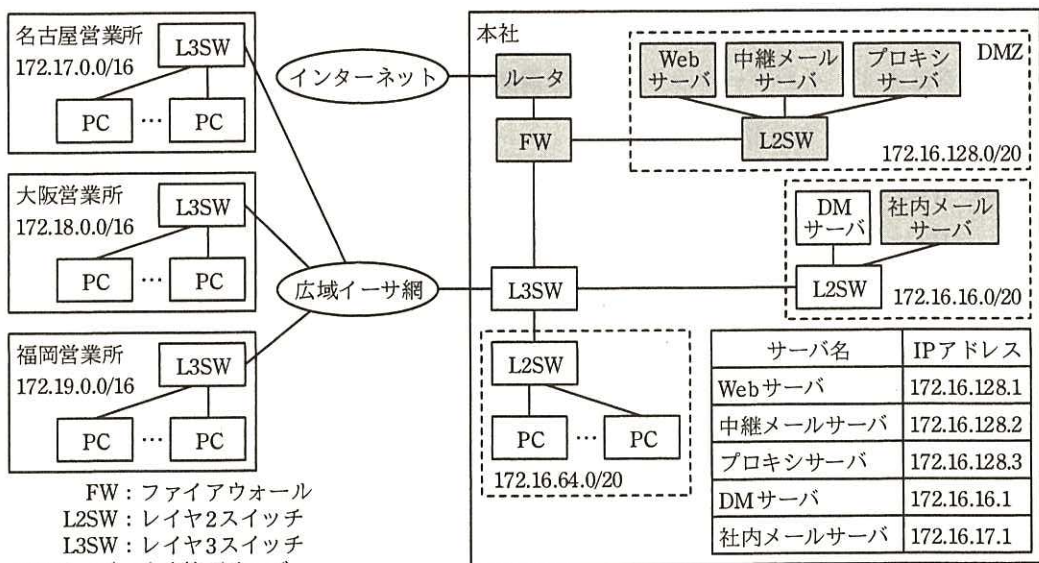 名古屋営業所
172.17.0.0/16
L3SW
PC … PC
大阪営業所
172.18.0.0/16
L3SW
PC … PC
福岡営業所
172.19.0.0/16
L3SW
PC … PC
インターネット
広域イーサ網
本社
ルータ
FW
DMZ
Web
サーバ
中継メール
サーバ
プロキシ
サーバ
L2SW
172.16.128.0/20
DM
サーバ
社内メール
サーバ
L2SW
172.16.16.0/20
L3SW
L2SW
PC … PC
172.16.64.0/20
サーバ名 IPアドレス
Webサーバ 172.16.128.1
中継メールサーバ 172.16.128.2
プロキシサーバ 172.16.128.3
DMサーバ 172.16.16.1
社内メールサーバ 172.16.17.1
FW：ファイアウォール
L2SW：レイヤ2スイッチ
L3SW：レイヤ3スイッチ